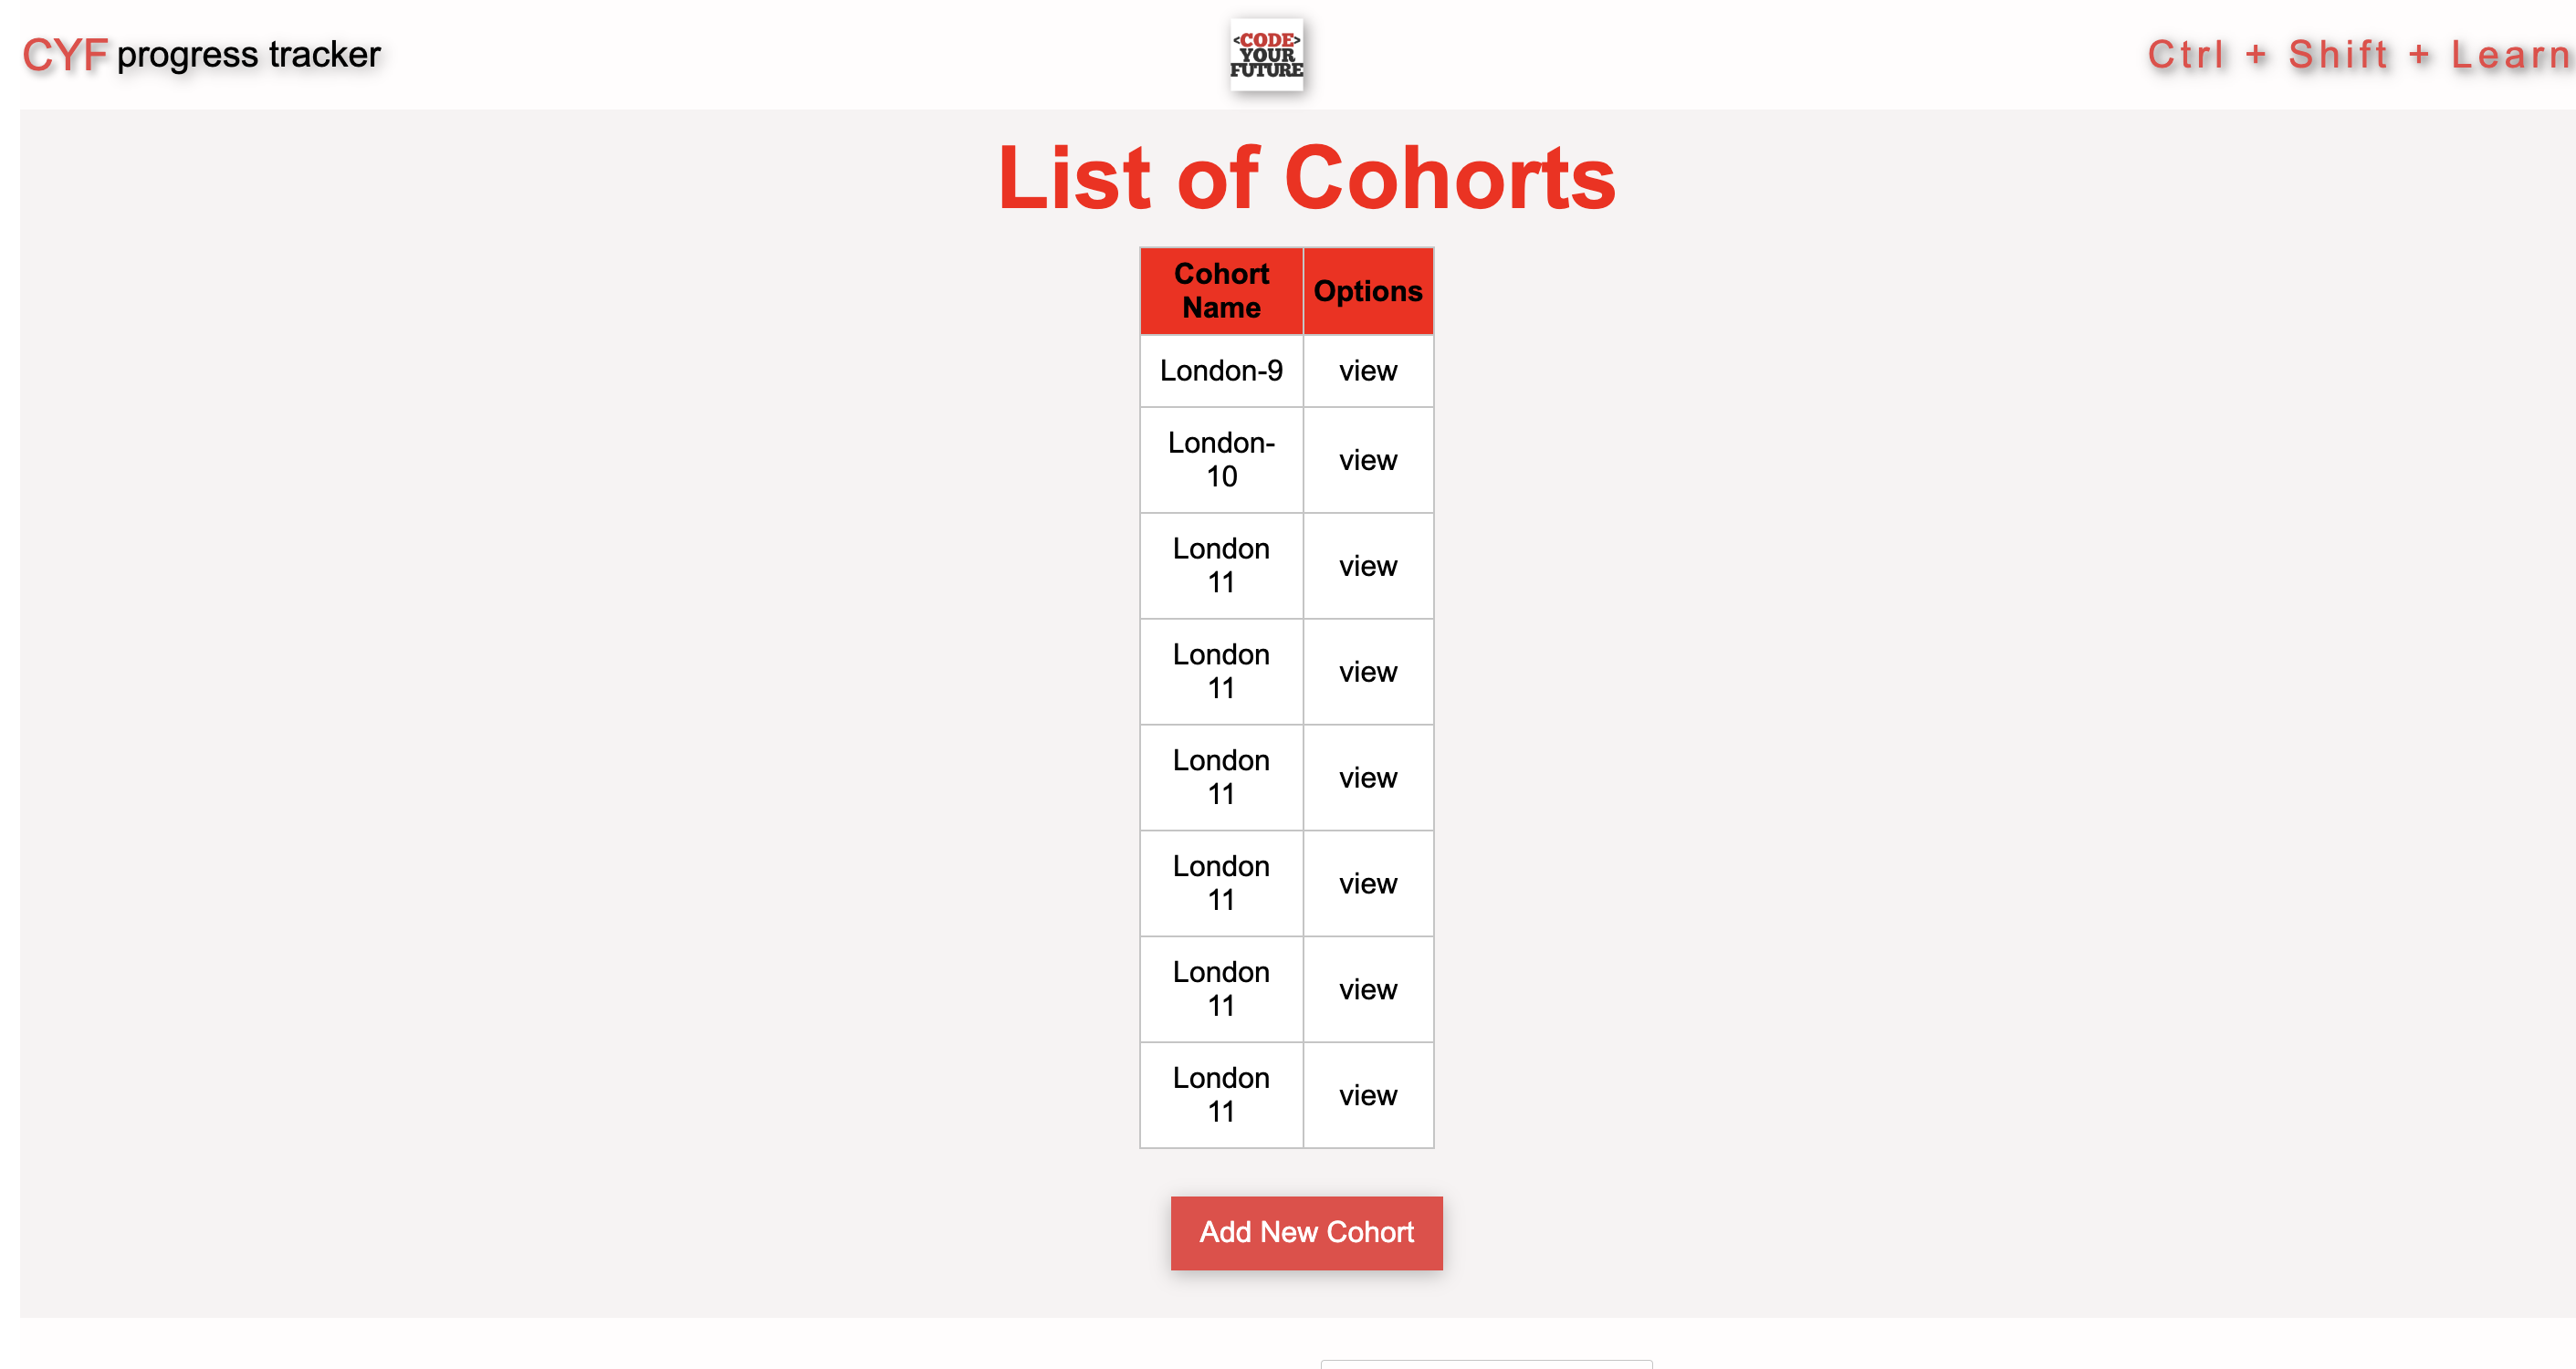 CYF progress tracker
<CODE>
YOUR
FUTURE
Ctrl + Shift + Learn
List of Cohorts
Cohort
Name
Options
London-9
view
London-
10
view
London
11
view
London
11
view
London
11
view
London
11
view
London
11
view
London
11
view
Add New Cohort